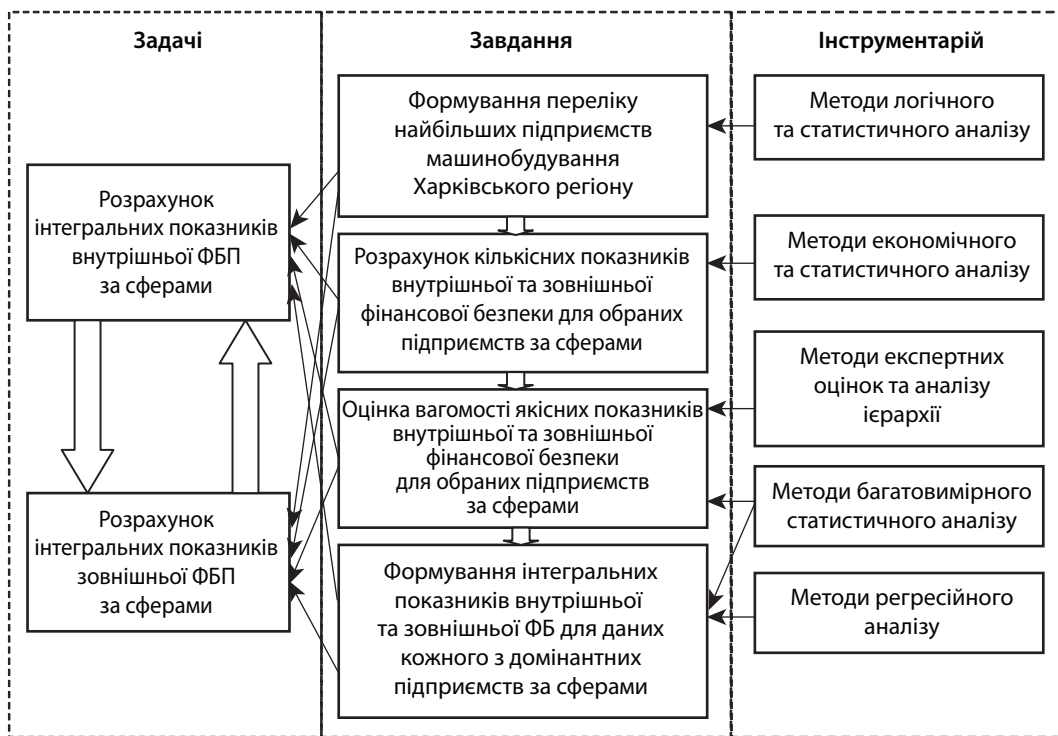 Задачі
Розрахунок
інтегральних показників
внутрішньої ФБП
за сферами
Розрахунок
інтегральних показників
зовнішньої ФБП
за сферами
Завдання
Формування переліку
найбільших підприємств
машинобудування
Харківського регіону
Розрахунок кількісних показників
внутрішньої та зовнішньої
фінансової безпеки для обраних
підприємств за сферами
Оцінка вагомості якісних показників
внутрішньої та зовнішньої
фінансової безпеки
для обраних підприємств
за сферами
Формування інтегральних
показників внутрішньої
та зовнішньої ФБ для даних
кожного з домінантних
підприємств за сферами
Інструментарій
Методи логічного
та статистичного аналізу
Методи економічного
та статистичного аналізу
Методи експертних
оцінок та аналізу
ієрархії
Методи багатовимірного
статистичного аналізу
Методи регресійного
аналізу